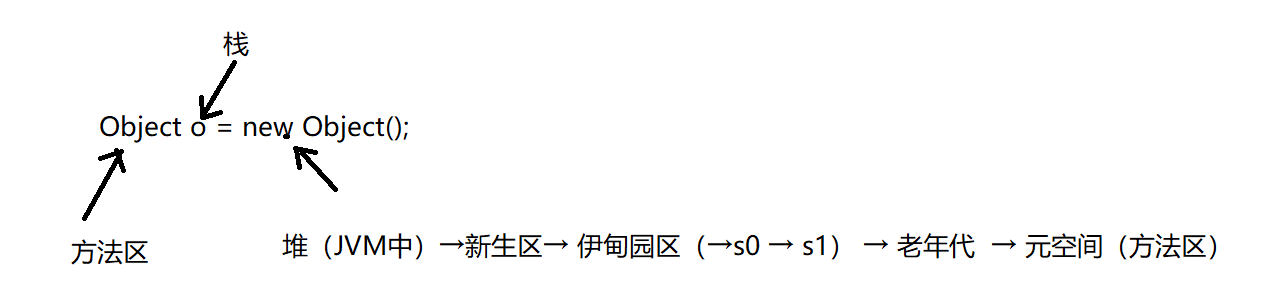 栈
Object o = new Object();
方法区
堆（JVM中）→新生区→ 伊甸园区（→s0 → s1） → 老年代 → 元空间（方法区）